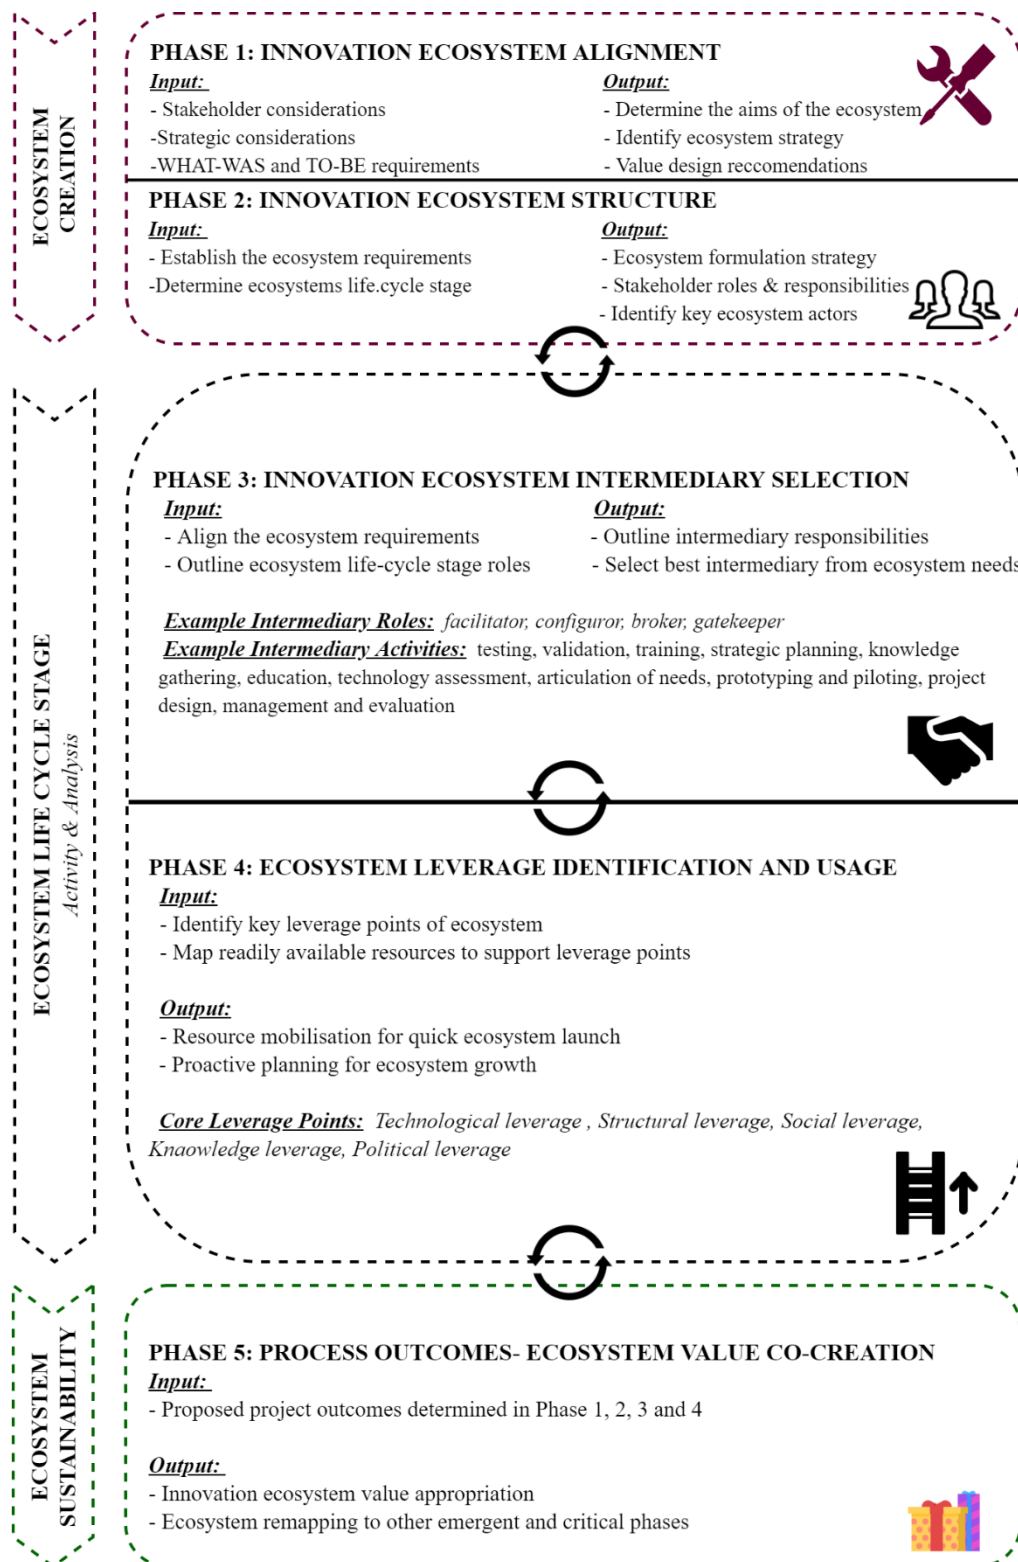 ECOSYSTEM
CREATION
PHASE 1: INNOVATION ECOSYSTEM ALIGNMENT
Input:
- Stakeholder considerations
-Strategic considerations
-WHAT-WAS and TO-BE requirements
Output:
- Determine the aims of the ecosystem
- Identify ecosystem strategy
- Value design reccomendations
PHASE 2: INNOVATION ECOSYSTEM STRUCTURE
Input:
- Establish the ecosystem requirements
-Determine ecosystems life.cycle stage
Output:
- Ecosystem formulation strategy
- Stakeholder roles & responsibilities
- Identify key ecosystem actors
ECOSYSTEM LIFE CYCLE STAGE
Activity & Analysis
PHASE 3: INNOVATION ECOSYSTEM INTERMEDIARY SELECTION
Input:
- Align the ecosystem requirements
- Outline ecosystem life-cycle stage roles
Output:
- Outline intermediary responsibilities
- Select best intermediary from ecosystem needs
Example Intermediary Roles: facilitator, configuror, broker, gatekeeper
Example Intermediary Activities: testing, validation, training, strategic planning, knowledge
gathering, education, technology assessment, articulation of needs, prototyping and piloting, project
design, management and evaluation
PHASE 4: ECOSYSTEM LEVERAGE IDENTIFICATION AND USAGE
Input:
- Identify key leverage points of ecosystem
- Map readily available resources to support leverage points
Output:
- Resource mobilisation for quick ecosystem launch
- Proactive planning for ecosystem growth
Core Leverage Points: Technological leverage , Structural leverage, Social leverage,
Knaowledge leverage, Political leverage
ECOSYSTEM
SUSTAINABILITY
PHASE 5: PROCESS OUTCOMES- ECOSYSTEM VALUE CO-CREATION
Input:
- Proposed project outcomes determined in Phase 1, 2, 3 and 4
Output:
- Innovation ecosystem value appropriation
- Ecosystem remapping to other emergent and critical phases